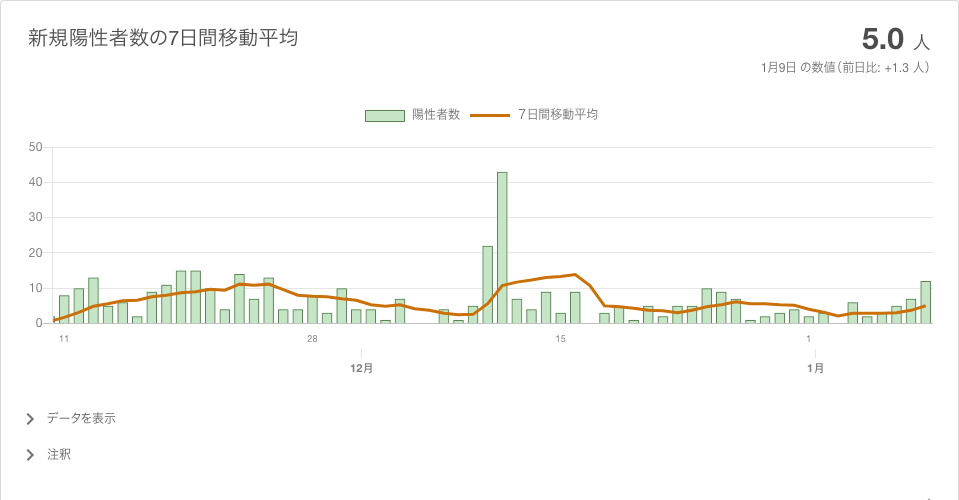 新規陽性者数の7日間移動平均
5.0 人
1月9日 の数値（前日比: +1.3 人）
陽性者数 7日間移動平均
50
40
30
20
10
0
11 28 15 1
12月 1月
データを表示
注釈